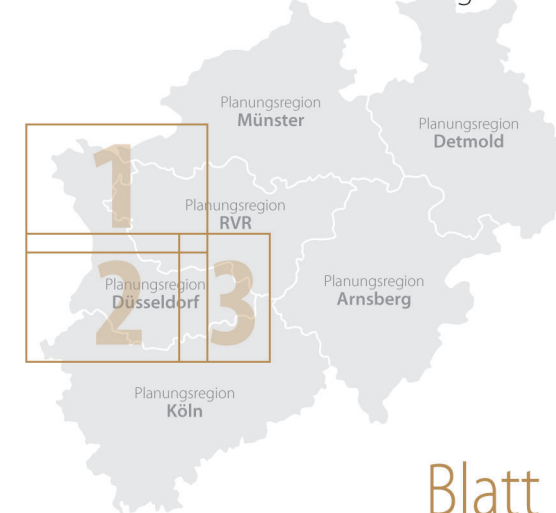 Planungsregion
Münster
Planungsregion
Detmold
1
Planungsregion
RVR
Planungsregion
Düsseldorf
2
3
Planungsregion
Arnsberg
Planungsregion
Köln
Blatt